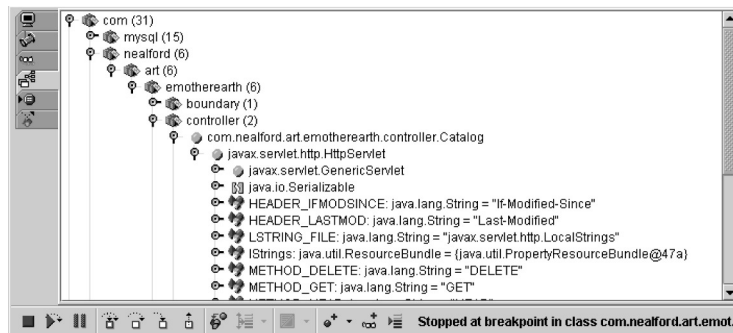 com (31)
mysql (15)
nealford (6)
art (6)
emotherearth (6)
boundary (1)
controller (2)
com.nealford.art.emotherearth.controller.Catalog
javax.servlet.http.HttpServlet
javax.servlet.GenericServlet
java.io.Serializable
HEADER_IFMODSINCE: java.lang.String = "If-Modified-Since"
HEADER_LASTMOD: java.lang.String = "Last-Modified"
LSTRING_FILE: java.lang.String = "javax.servlet.http.LocalStrings"
lStrings: java.util.ResourceBundle = {java.util.PropertyResourceBundle@47a}
METHOD_DELETE: java.lang.String = "DELETE"
METHOD_GET: java.lang.String = "GET"
Stopped at breakpoint in class com.nealford.art.emot